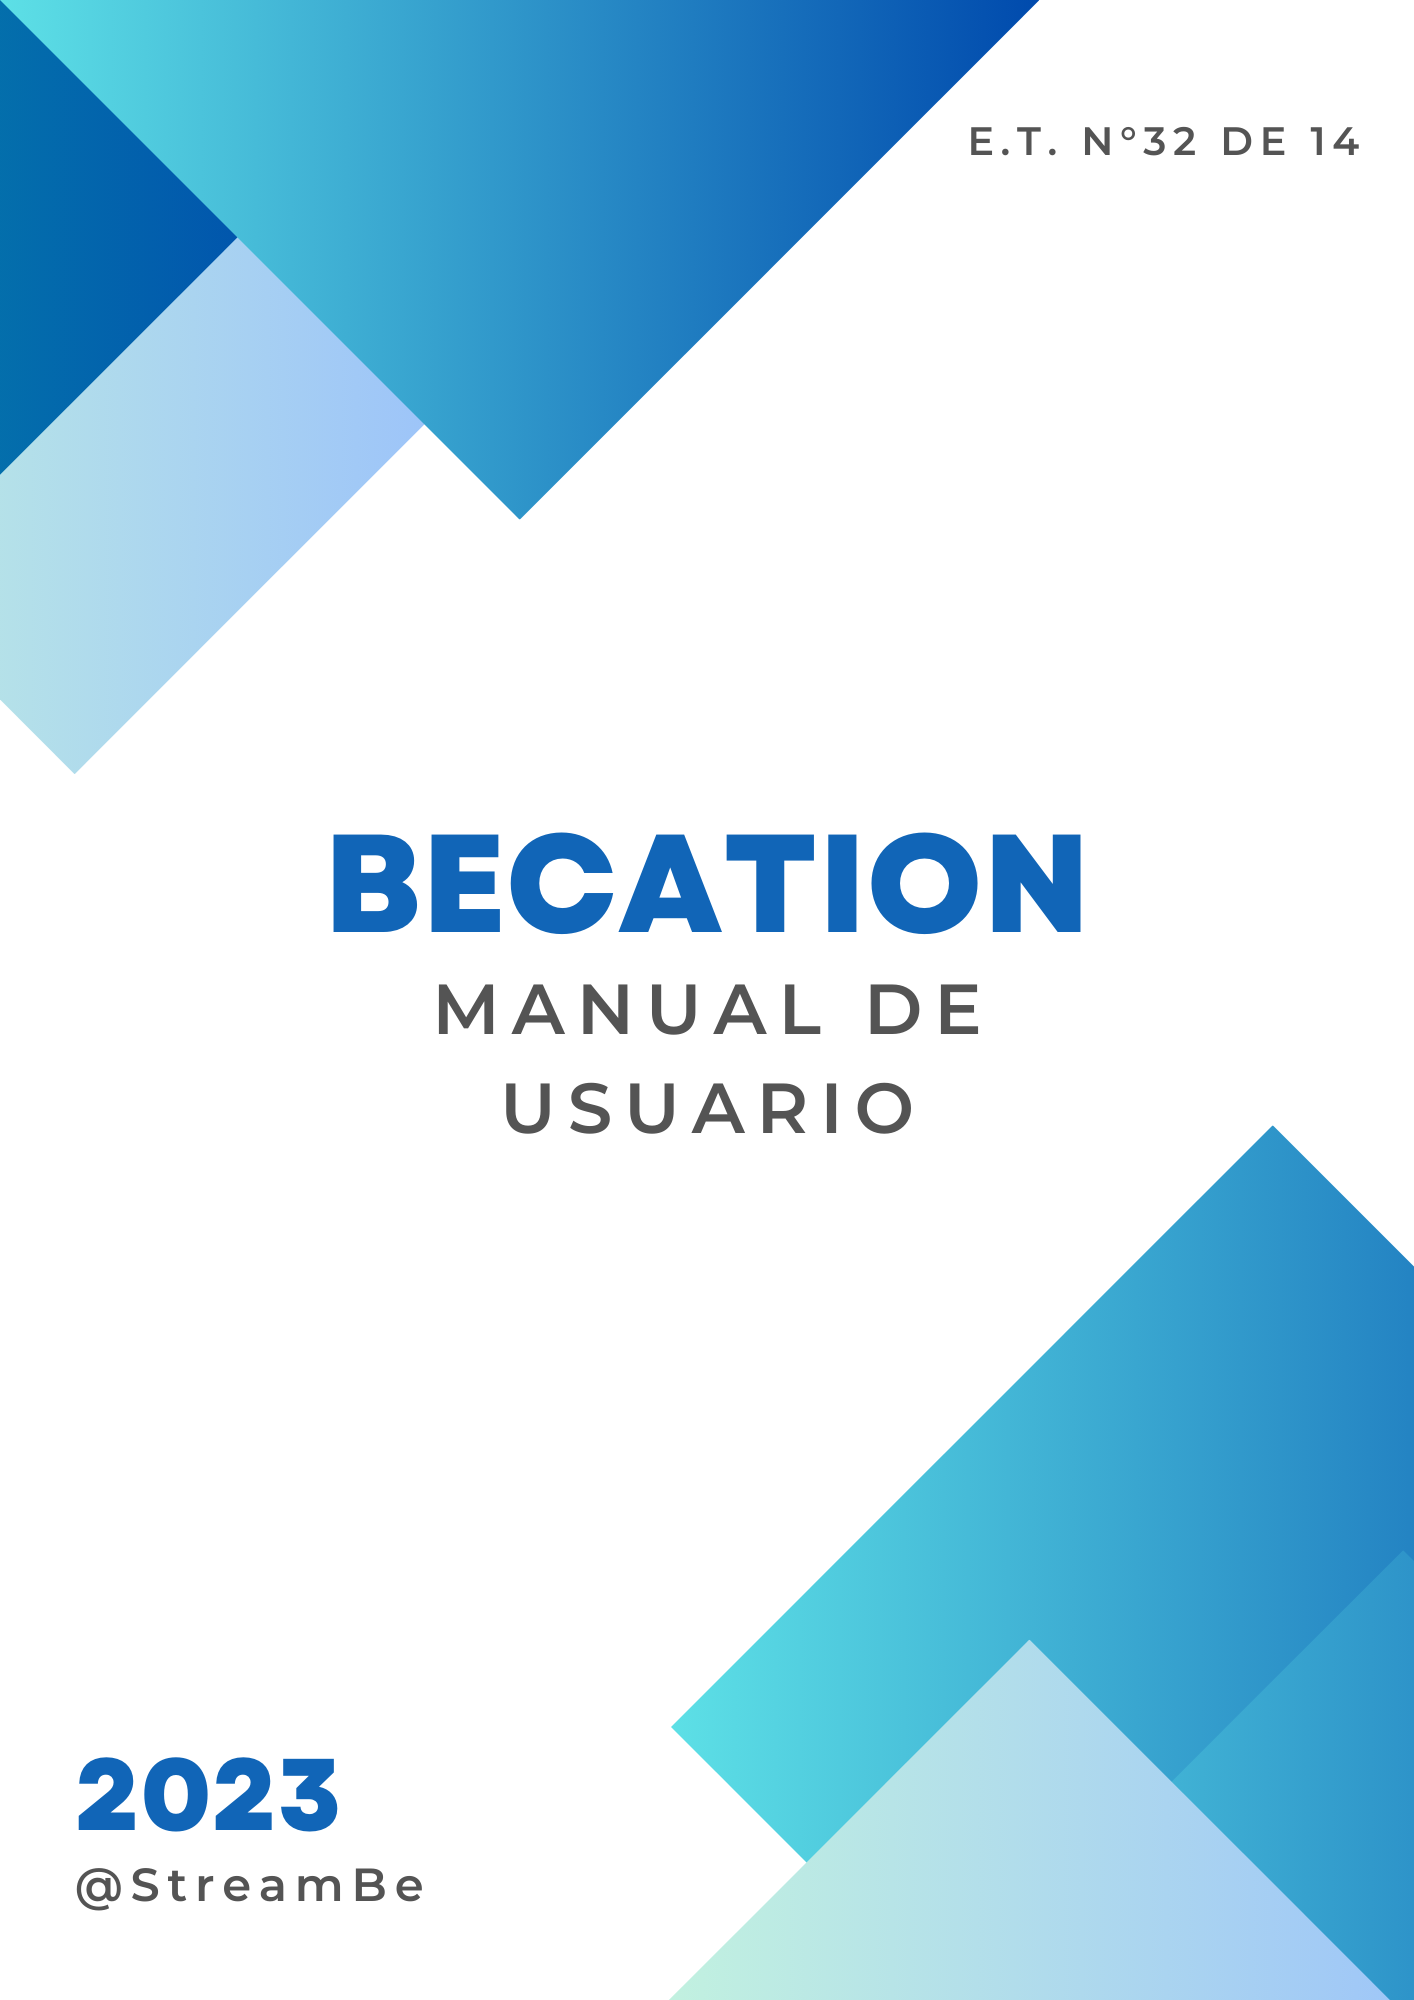 E.T. N°32 DE 14
BECATION
MANUAL DE
USUARIO
2023
@StreamBe